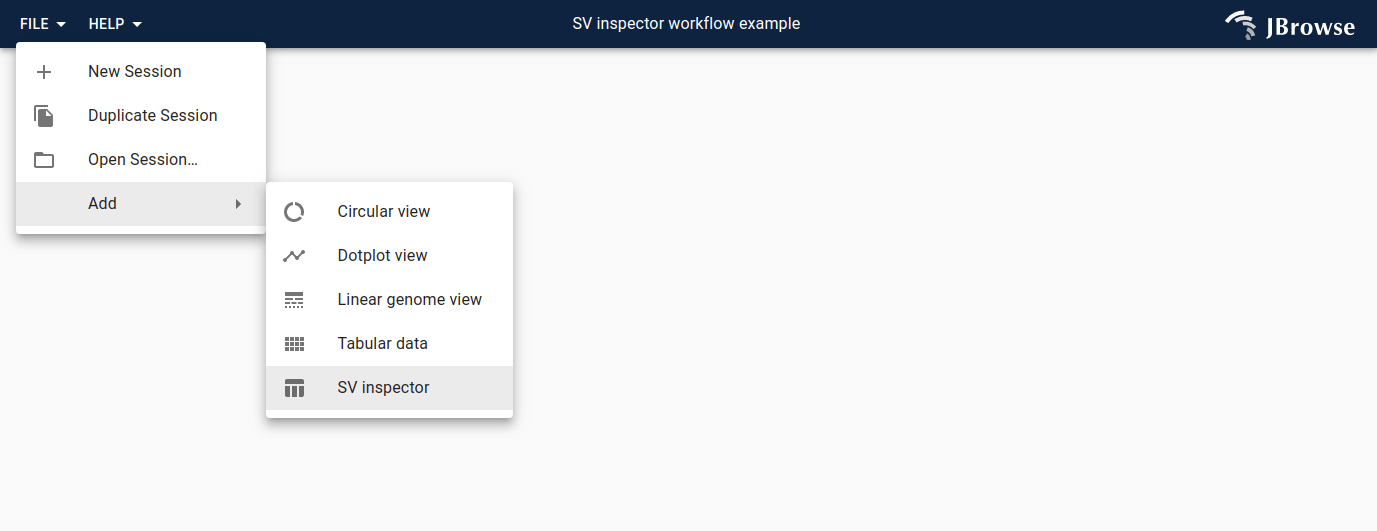 FILE HELP SV inspector workflow example JBrowse
New Session
Duplicate Session
Open Session...
Add
Circular view
Dotplot view
Linear genome view
Tabular data
SV inspector